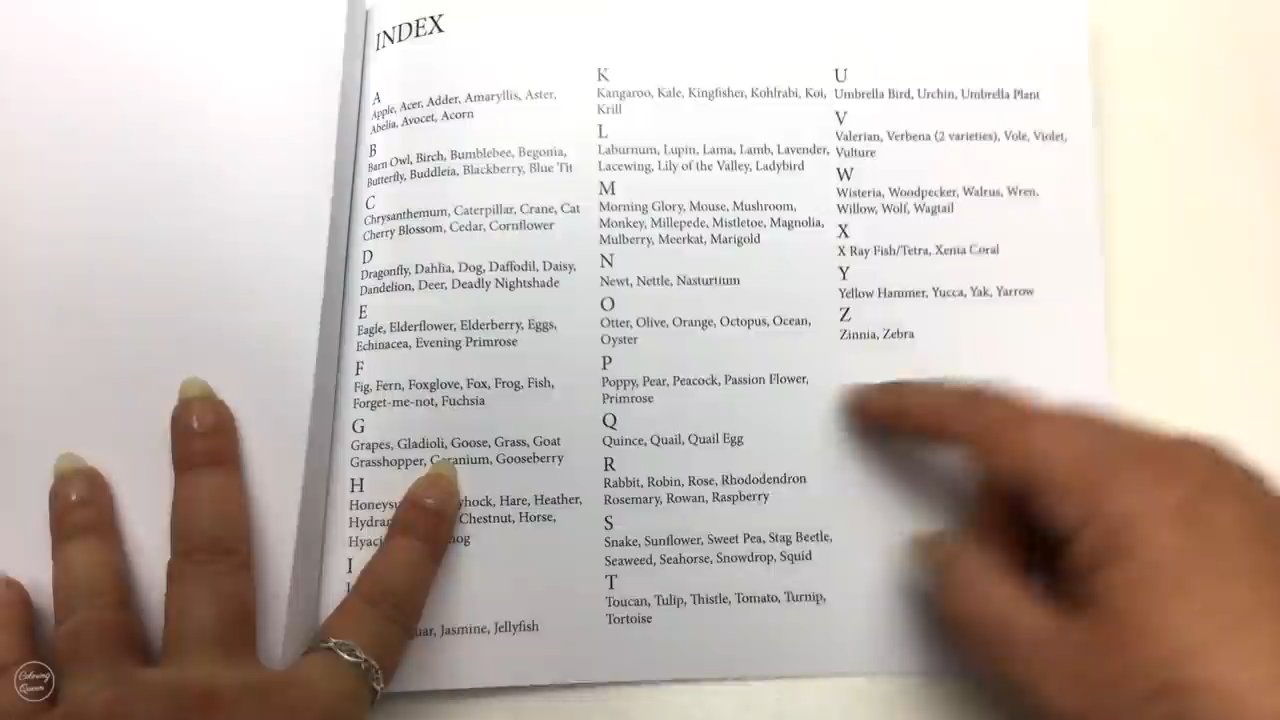 INDEX
A
Apple, Acer, Adder, Amaryllis, Aster,
Abelia, Avocet, Acorn
B
Barn Owl, Birch, Bumblebee, Begonia,
Butterfly, Buddleia, Blackberry, Blue Tit
C
Chrysanthemum, Caterpillar, Crane, Cat
Cherry Blossom, Cedar, Cornflower
D
Dragonfly, Dahlia, Dog, Daffodil, Daisy,
Dandelion, Deer, Deadly Nightshade
E
Eagle, Elderflower, Elderberry, Eggs,
Echinacea, Evening Primrose
F
Fig, Fern, Foxglove, Fox, Frog, Fish,
Forget-me-not, Fuchsia
G
Grapes, Gladioli, Goose, Grass, Goat
Grasshopper, Geranium, Gooseberry
H
Hare, Heather,
Chestnut, Horse,
I
Jasmine, Jellyfish
K
Kangaroo, Kale, Kingfisher, Kohlrabi, Koi,
Krill
L
Laburnum, Lupin, Lama, Lamb, Lavender,
Lacewing, Lily of the Valley, Ladybird
M
Morning Glory, Mouse, Mushroom,
Monkey, Millepede, Mistletoe, Magnolia,
Mulberry, Meerkat, Marigold
N
Newt, Nettle, Nasturtium
O
Otter, Olive, Orange, Octopus, Ocean,
Oyster
P
Poppy, Pear, Peacock, Passion Flower,
Primrose
Q
Quince, Quail, Quail Egg
R
Rabbit, Robin, Rose, Rhododendron
Rosemary, Rowan, Raspberry
S
Snake, Sunflower, Sweet Pea, Stag Beetle,
Seaweed, Seahorse, Snowdrop, Squid
T
Toucan, Tulip, Thistle, Tomato, Turnip,
Tortoise
U
Umbrella Bird, Urchin, Umbrella Plant
V
Valerian, Verbena (2 varieties), Vole, Violet,
Vulture
W
Wisteria, Woodpecker, Walrus, Wren,
Willow, Wolf, Wagtail
X
X Ray Fish/Tetra, Xenia Coral
Y
Yellow Hammer, Yucca, Yak, Yarrow
Z
Zinnia, Zebra
Coloring
Queen